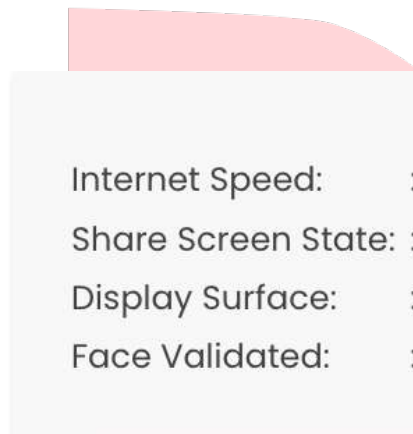 Internet Speed: :
Share Screen State: :
Display Surface: :
Face Validated: :